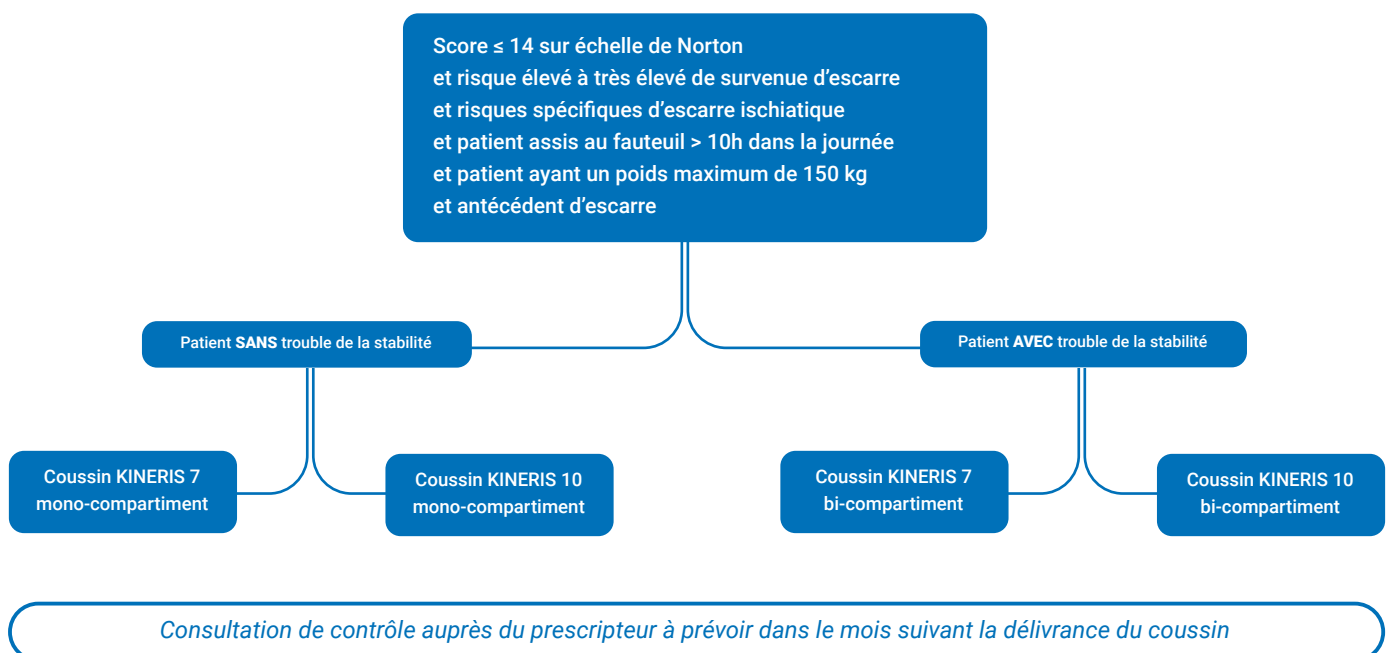 Score ≤ 14 sur échelle de Norton
et risque élevé à très élevé de survenue d’escarre
et risques spécifiques d’escarre ischiatique
et patient assis au fauteuil > 10h dans la journée
et patient ayant un poids maximum de 150 kg
et antécédent d’escarre
Patient SANS trouble de la stabilité
Patient AVEC trouble de la stabilité
Coussin KINERIS 7
mono-compartiment
Coussin KINERIS 10
mono-compartiment
Coussin KINERIS 7
bi-compartiment
Coussin KINERIS 10
bi-compartiment
Consultation de contrôle auprès du prescripteur à prévoir dans le mois suivant la délivrance du coussin